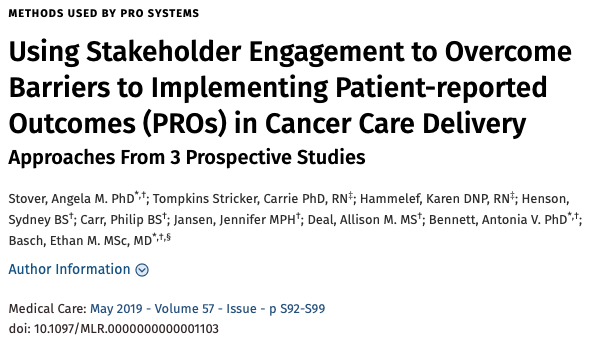 METHODS USED BY PRO SYSTEMS
Using Stakeholder Engagement to Overcome
Barriers to Implementing Patient-reported
Outcomes (PROs) in Cancer Care Delivery
Approaches From 3 Prospective Studies
Stover, Angela M. PhD*,†; Tompkins Stricker, Carrie PhD, RN‡; Hammelef, Karen DNP, RN‡; Henson,
Sydney BS†; Carr, Philip BS†; Jansen, Jennifer MPH†; Deal, Allison M. MS†; Bennett, Antonia V. PhD*,†;
Basch, Ethan M. MSc, MD*,†,§
Author Information
Medical Care: May 2019 - Volume 57 - Issue - p S92-S99
doi: 10.1097/MLR.0000000000001103